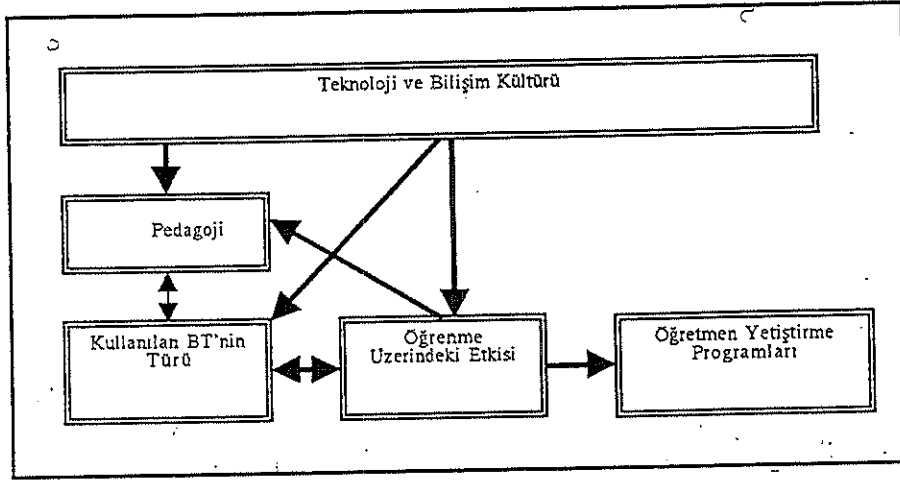 Teknoloji ve Bilişim Kültürü
Pedagoji
Kullanılan BT'nin
Türü
Öğrenme
Üzerindeki Etkisi
Öğretmen Yetiştirme
Programları